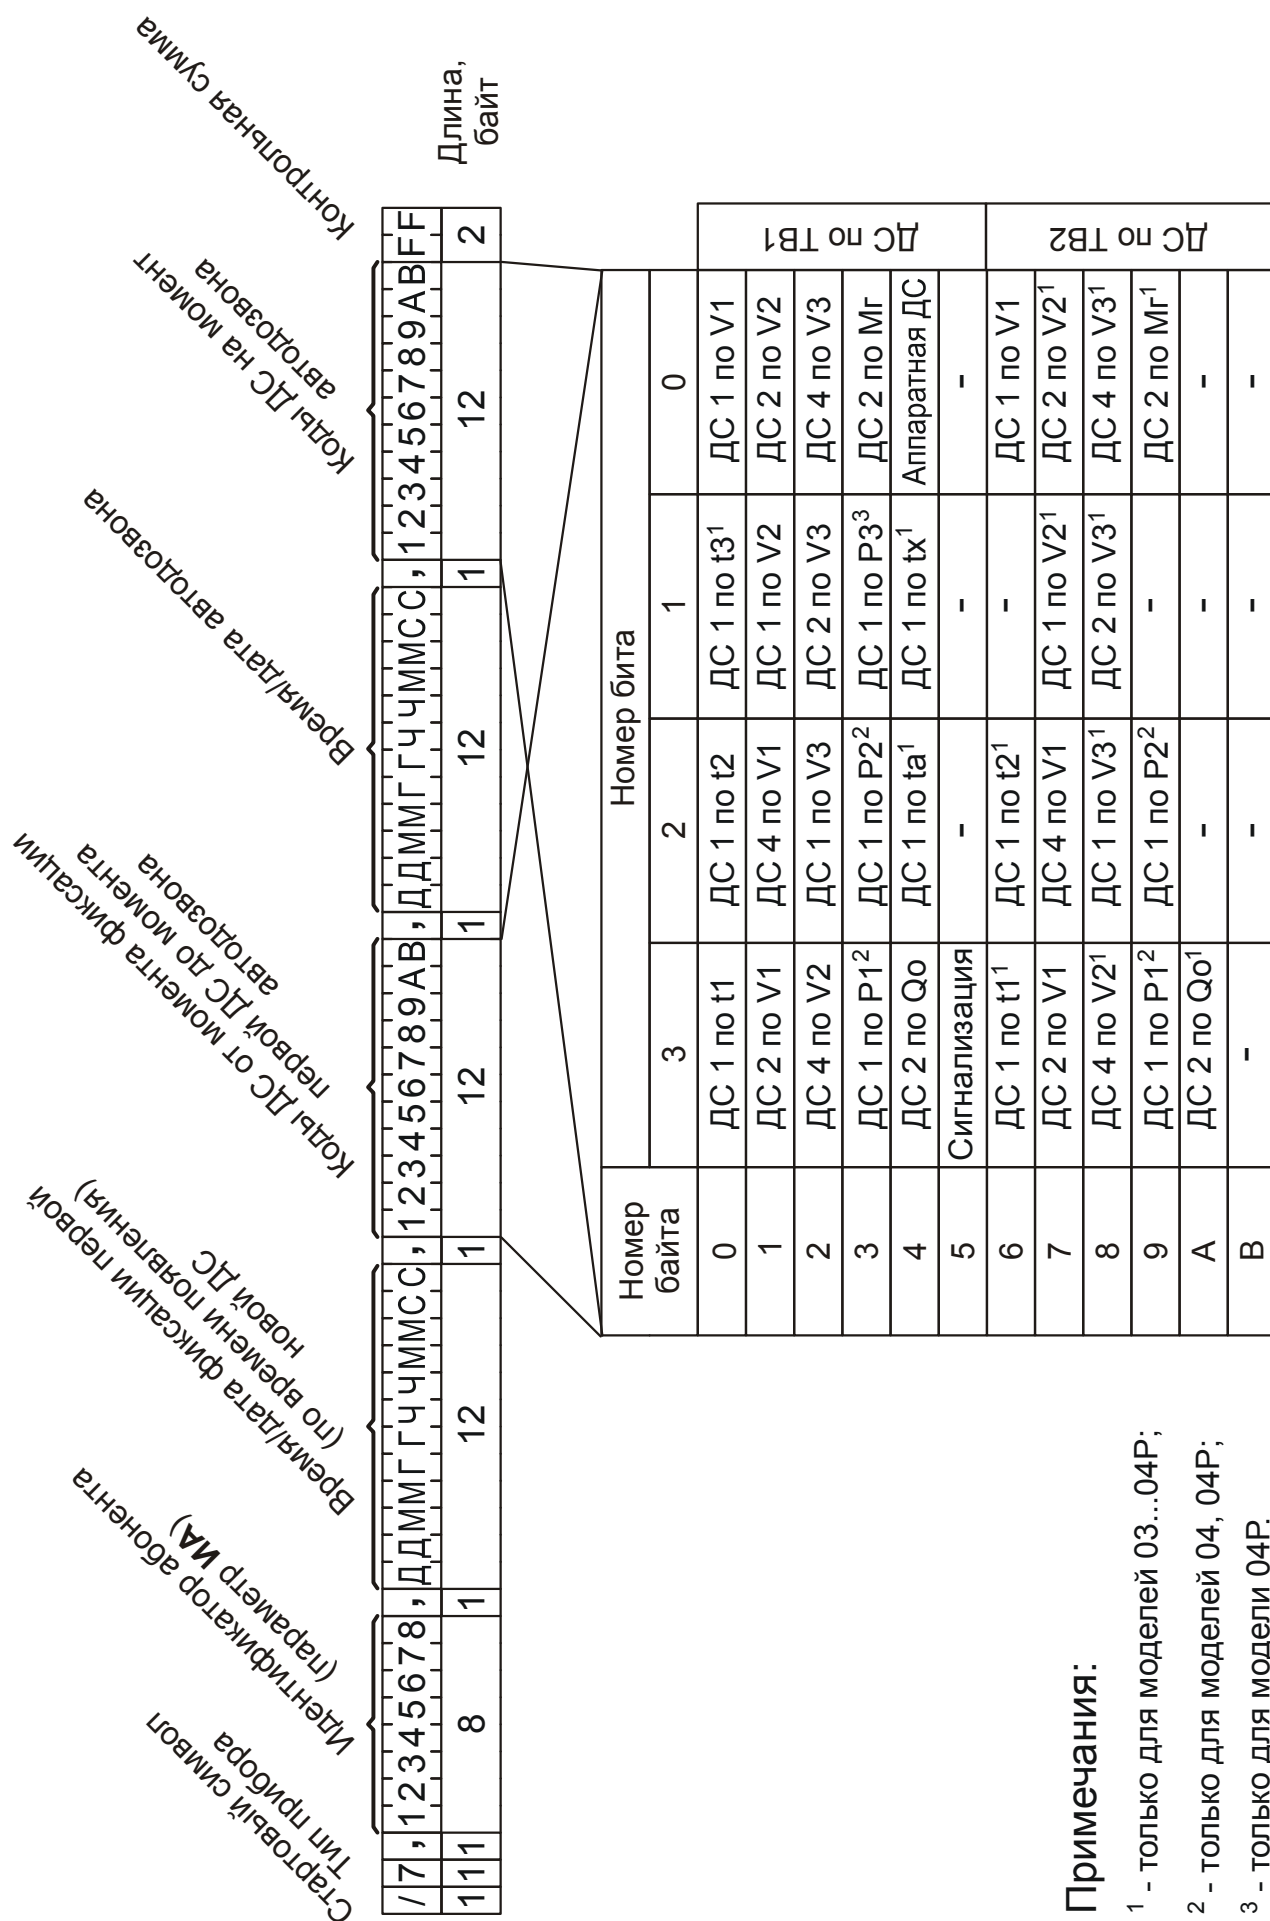 Стартовый символ
Тип прибора
Идентификатор абонента
(параметр ИА)
Время/дата фиксации первой
(по времени появления)
новой ДС
Коды ДС от момента фиксации
первой ДС до момента
автодозвона
Время/дата автодозвона
Коды ДС на момент
автодозвона
Контрольная сумма
/ 7 , 1 2 3 4 5 6 7 8 , Д Д М М Г Г Ч Ч М М С С , 1 2 3 4 5 6 7 8 9 A B , Д Д М М Г Г Ч Ч М М С С , 1 2 3 4 5 6 7 8 9 A B F F
1 1 1 8 1 12 1 12 1 12 1 12 2
Длина,
байт
Номер
байта
Номер бита
3 2 1 0
0 ДС 1 по t1 ДС 1 по t2 ДС 1 по t3¹ ДС 1 по V1
1 ДС 2 по V1 ДС 4 по V1 ДС 1 по V2 ДС 2 по V2
2 ДС 4 по V2 ДС 1 по V3 ДС 2 по V3 ДС 4 по V3
3 ДС 1 по P1² ДС 1 по P2² ДС 1 по P3³ ДС 2 по Мг
4 ДС 2 по Qо ДС 1 по ta¹ ДС 1 по tx¹ Аппаратная ДС
5 Сигнализация - - -
ДС по ТВ1
6 ДС 1 по t1¹ ДС 1 по t2¹ - ДС 1 по V1
7 ДС 2 по V1 ДС 4 по V1 ДС 1 по V2¹ ДС 2 по V2¹
8 ДС 4 по V2¹ ДС 1 по V3¹ ДС 2 по V3¹ ДС 4 по V3¹
9 ДС 1 по P1² ДС 1 по P2² - ДС 2 по Мг¹
A ДС 2 по Qо¹ - - -
B - - - -
ДС по ТВ2
Примечания:
¹ - только для моделей 03...04Р;
² - только для моделей 04, 04Р;
³ - только для модели 04Р.